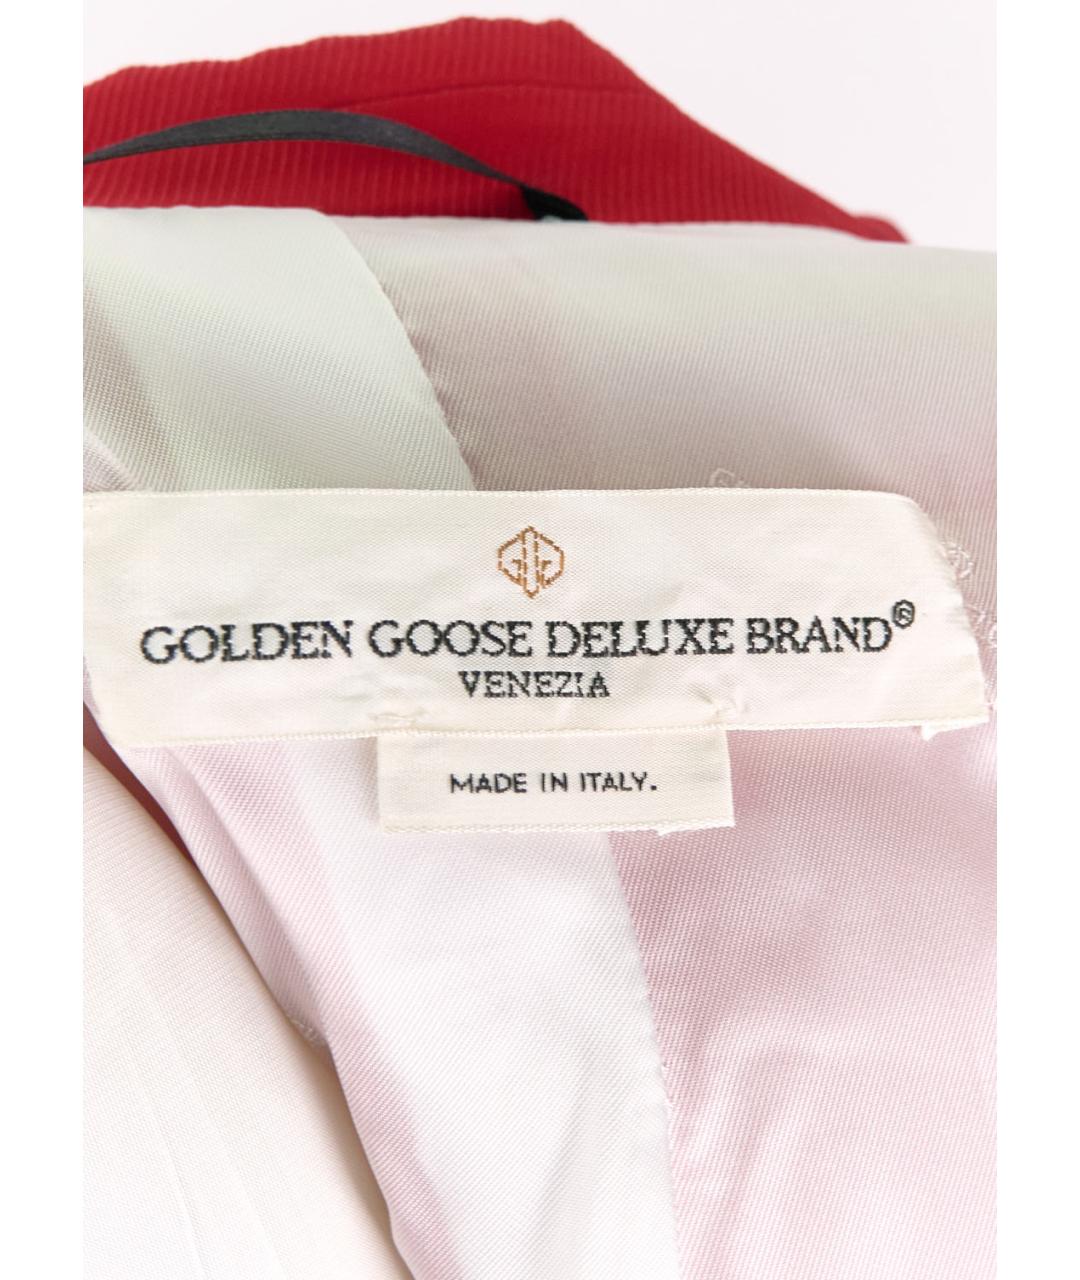 GOLDEN GOOSE DELUXE BRAND®
VENEZIA
MADE IN ITALY.